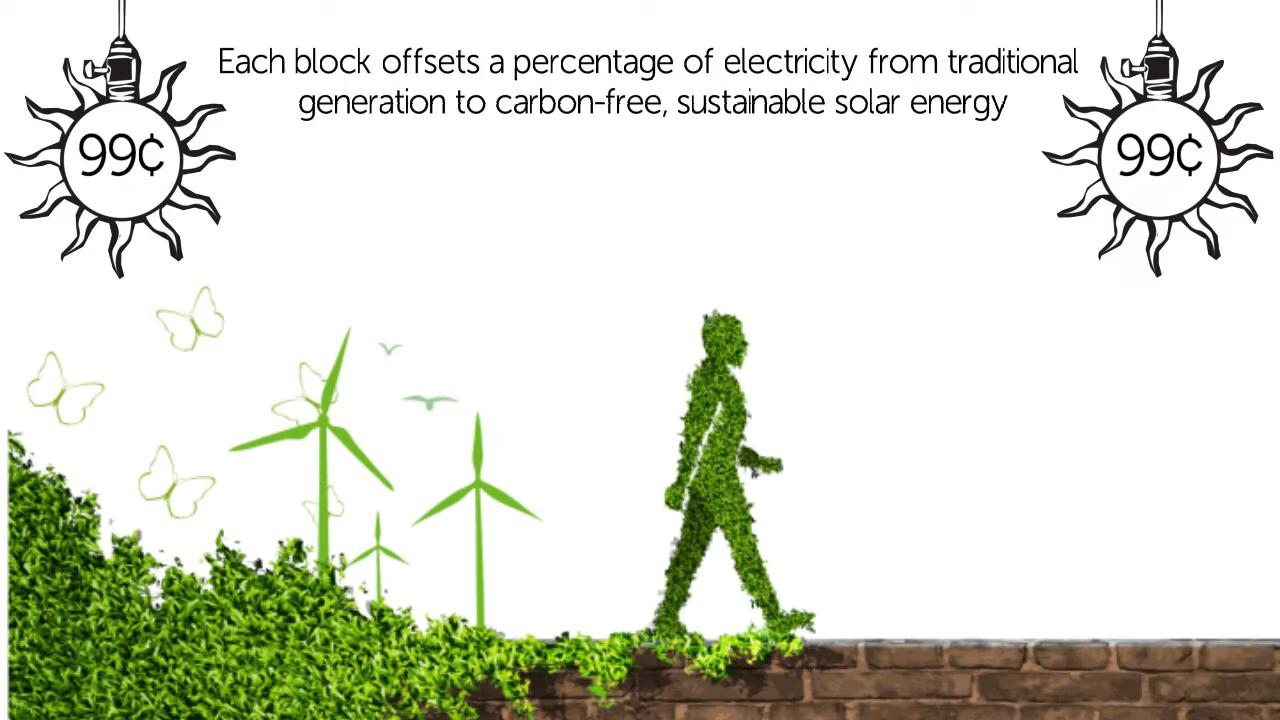 Each block offsets a percentage of electricity from traditional
generation to carbon-free, sustainable solar energy
99¢
99¢